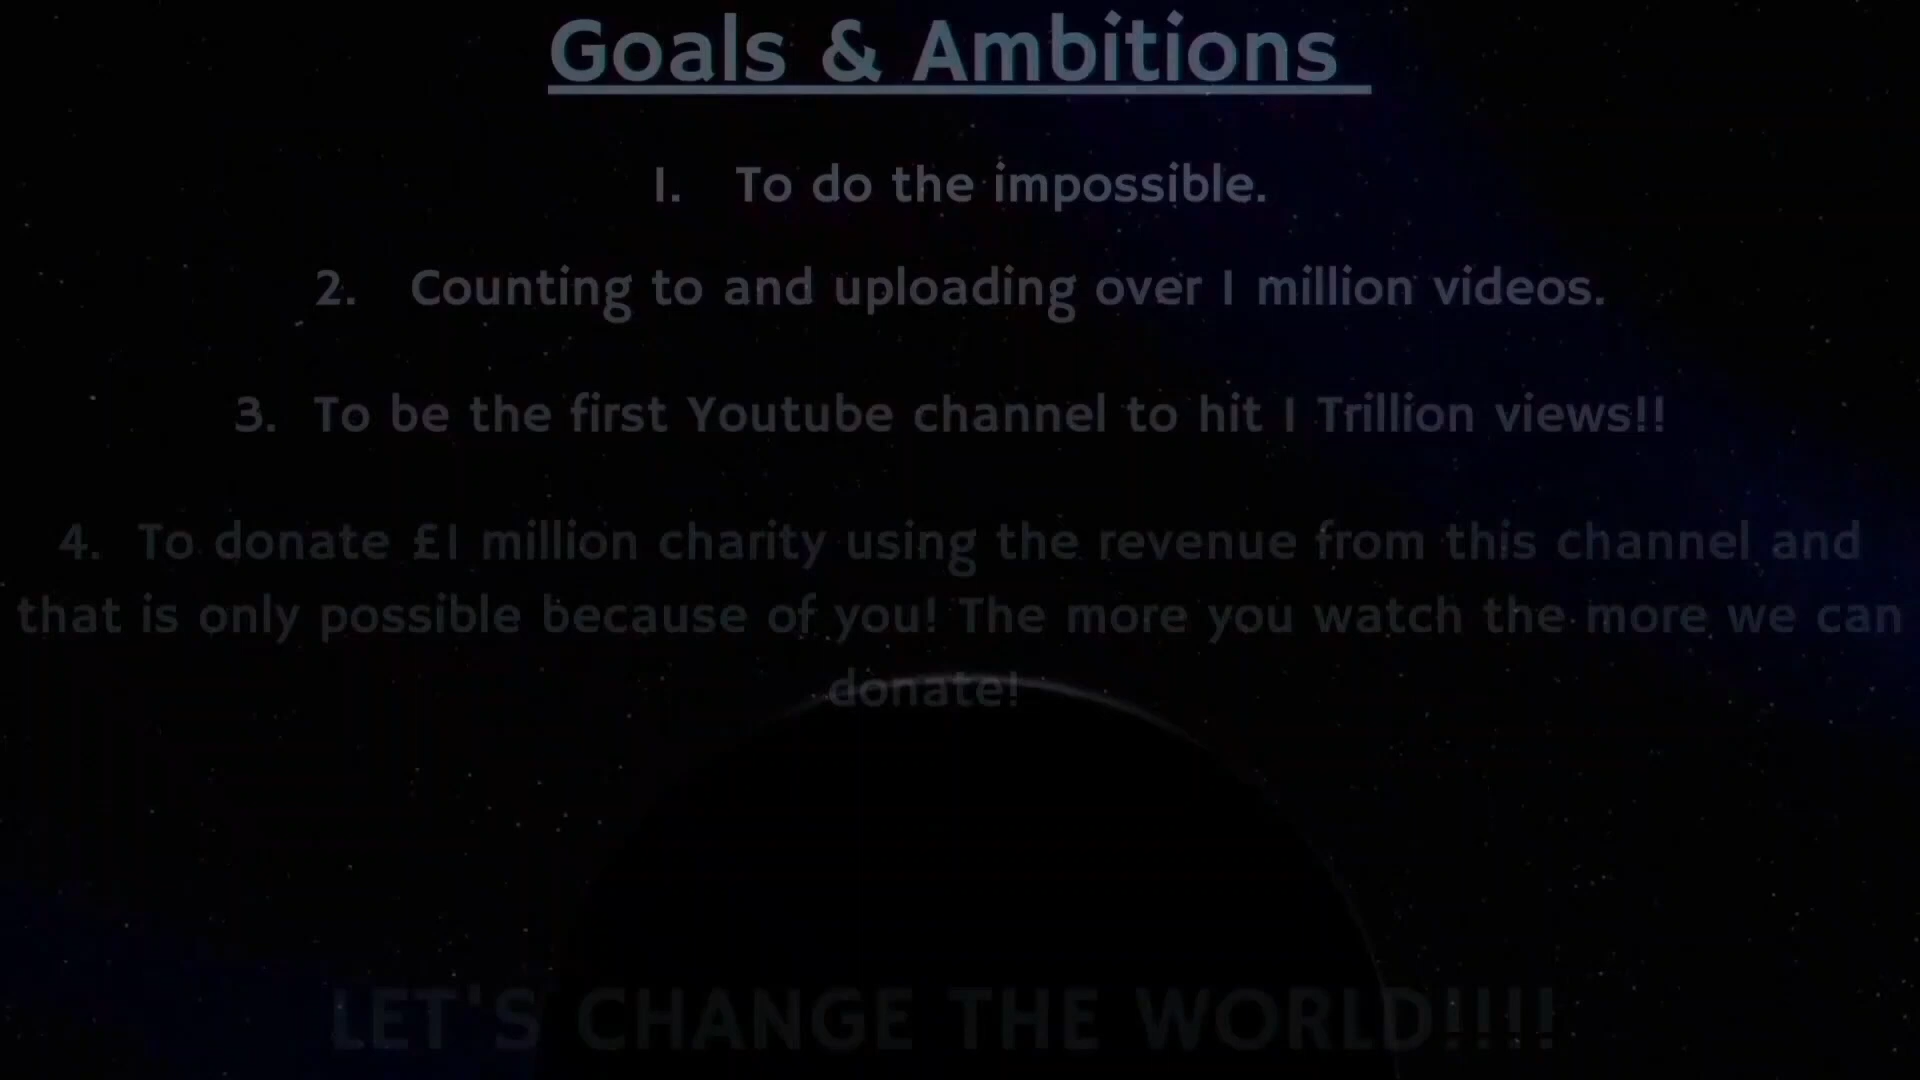 Goals & Ambitions
1. To do the impossible.
2. Counting to and uploading over 1 million videos.
3. To be the first Youtube channel to hit 1 Trillion views!!
4. To donate £1 million charity using the revenue from this channel and
that is only possible because of you! The more you watch the more we can
donate!
LET'S CHANGE THE WORLD!!!!